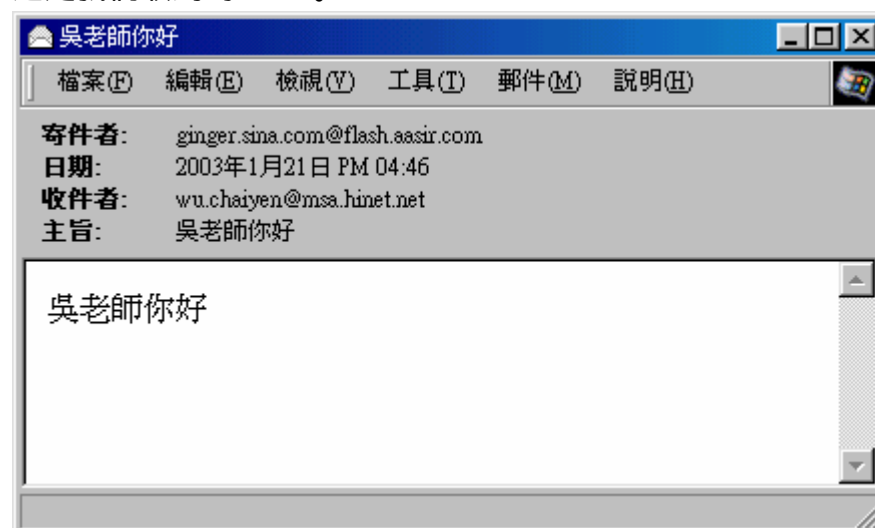 吳老師你好
檔案(F) 編輯(E) 檢視(V) 工具(T) 郵件(M) 說明(H)
寄件者: ginger.sina.com@flash.aasir.com
日期: 2003年1月21日 PM 04:46
收件者: wu.chaiyen@msa.hinet.net
主旨: 吳老師你好
吳老師你好